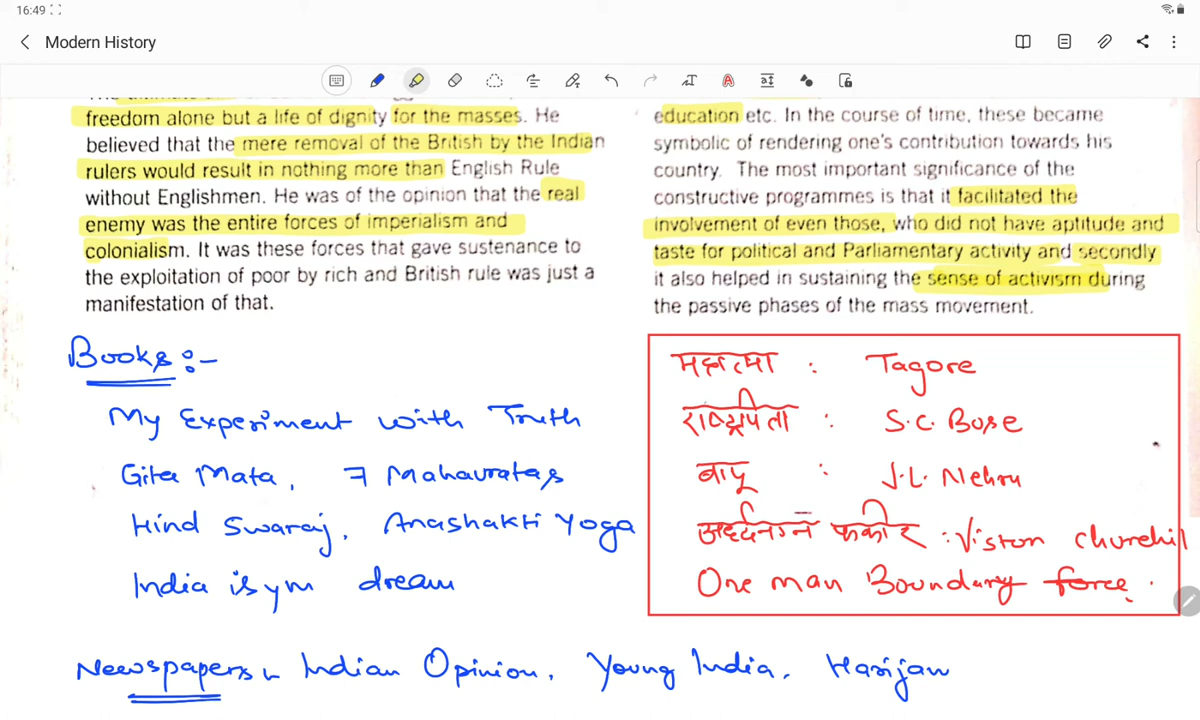 16:49
Modern History
freedom alone but a life of dignity for the masses. He
believed that the mere removal of the British by the Indian
rulers would result in nothing more than English Rule
without Englishmen. He was of the opinion that the real
enemy was the entire forces of imperialism and
colonialism. It was these forces that gave sustenance to
the exploitation of poor by rich and British rule was just a
manifestation of that.
education etc. In the course of time, these became
symbolic of rendering one's contribution towards his
country. The most important significance of the
constructive programmes is that it facilitated the
involvement of even those, who did not have aptitude and
taste for political and Parliamentary activity and secondly
it also helped in sustaining the sense of activism during
the passive phases of the mass movement.
Books :-
My Experiment with Truth
Gita Mata, 7 Mahavratas
Hind Swaraj, Anashakti Yoga
India is ym dream
महात्मा : Tagore
राष्ट्रपिता : S.C. Bose
बापू : J.L. Nehru
अर्द्धनग्न फकीर : Viston Churchil
One man Boundary force.
Newspapers Indian Opinion, Young India, Harijan